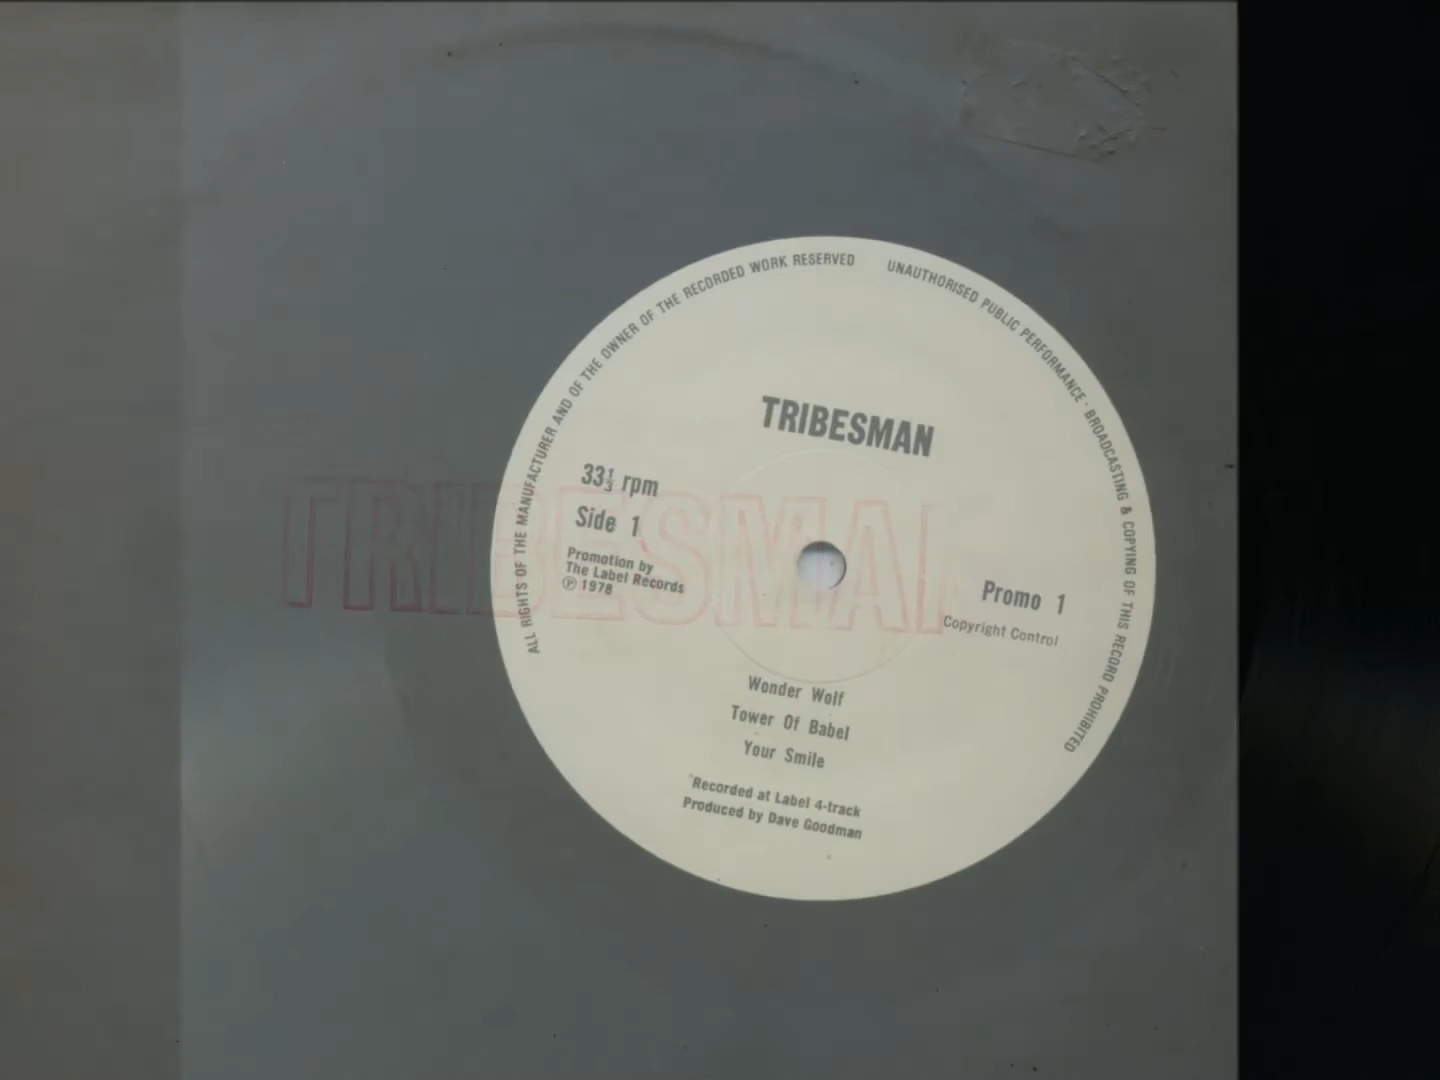 ALL RIGHTS OF THE MANUFACTURER AND OF THE OWNER OF THE RECORDED WORK RESERVED
UNAUTHORISED PUBLIC PERFORMANCE · BROADCASTING & COPYING OF THIS RECORD PROHIBITED
TRIBESMAN
33⅓ rpm
Side 1
Promotion by
The Label Records
℗ 1978
TRIBESMAN
Promo 1
Copyright Control
Wonder Wolf
Tower Of Babel
Your Smile
Recorded at Label 4-track
Produced by Dave Goodman